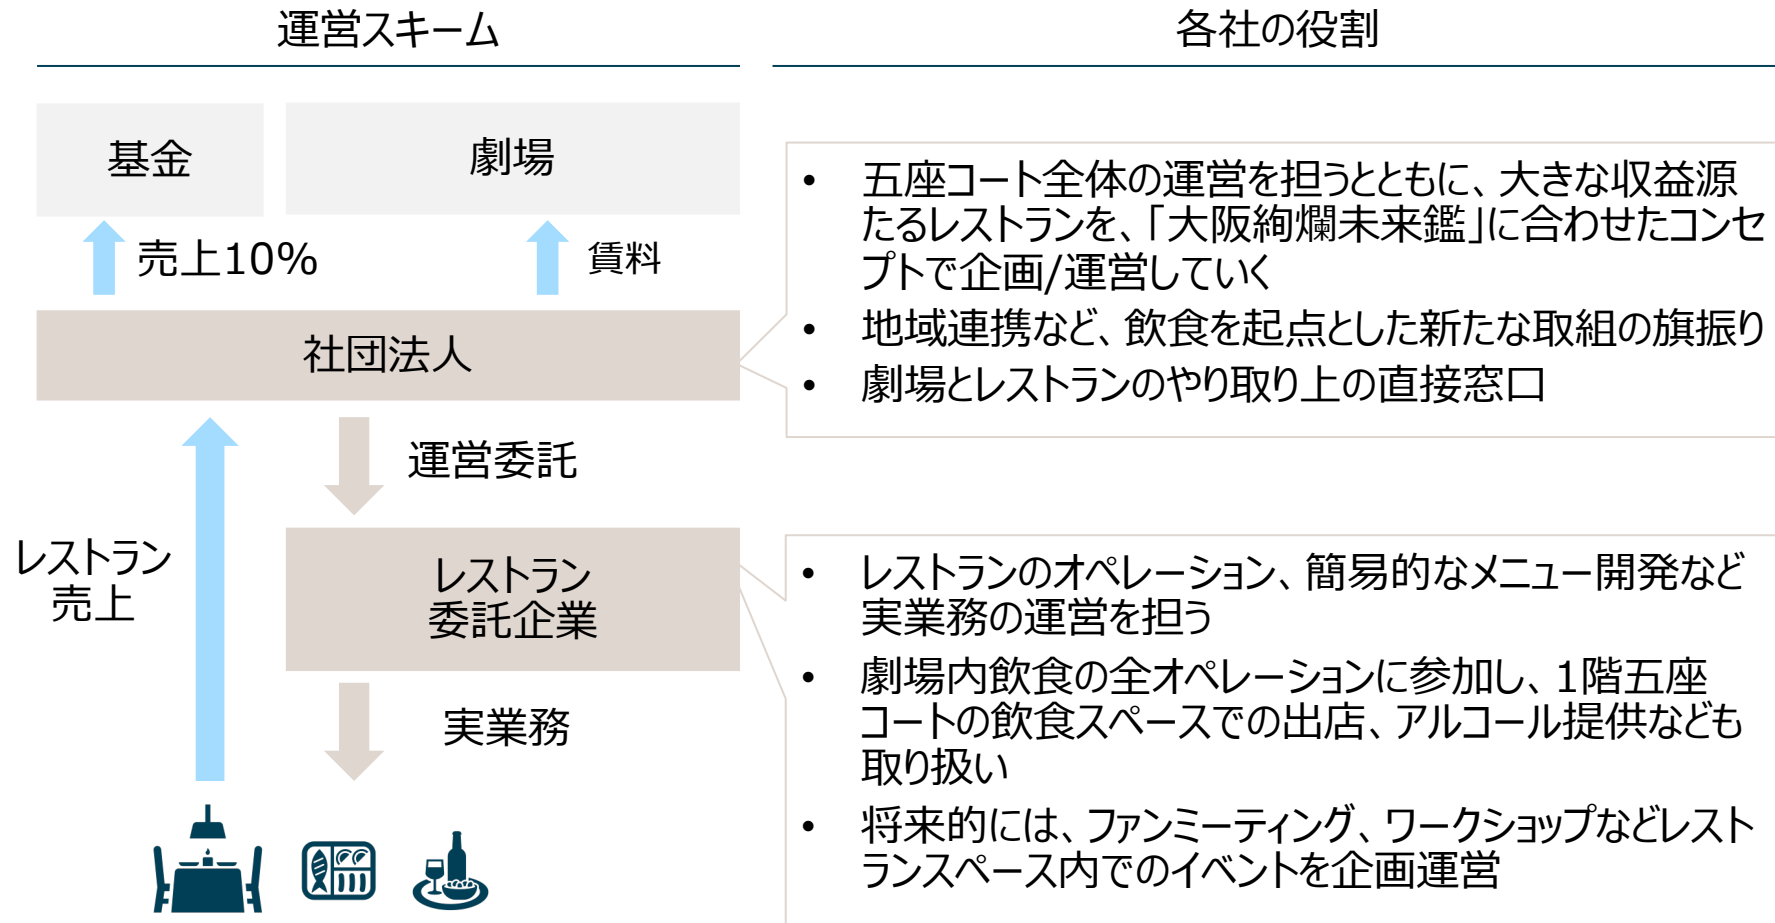 運営スキーム
各社の役割
基金
劇場
売上10%
賃料
社団法人
運営委託
レストラン
売上
レストラン
委託企業
実業務
• 五座コート全体の運営を担うとともに、大きな収益源
たるレストランを、「大阪絢爛未来鑑」に合わせたコンセ
プトで企画/運営していく
• 地域連携など、飲食を起点とした新たな取組の旗振り
• 劇場とレストランのやり取り上の直接窓口
• レストランのオペレーション、簡易的なメニュー開発など
実業務の運営を担う
• 劇場内飲食の全オペレーションに参加し、1階五座
コートの飲食スペースでの出店、アルコール提供なども
取り扱い
• 将来的には、ファンミーティング、ワークショップなどレスト
ランスペース内でのイベントを企画運営